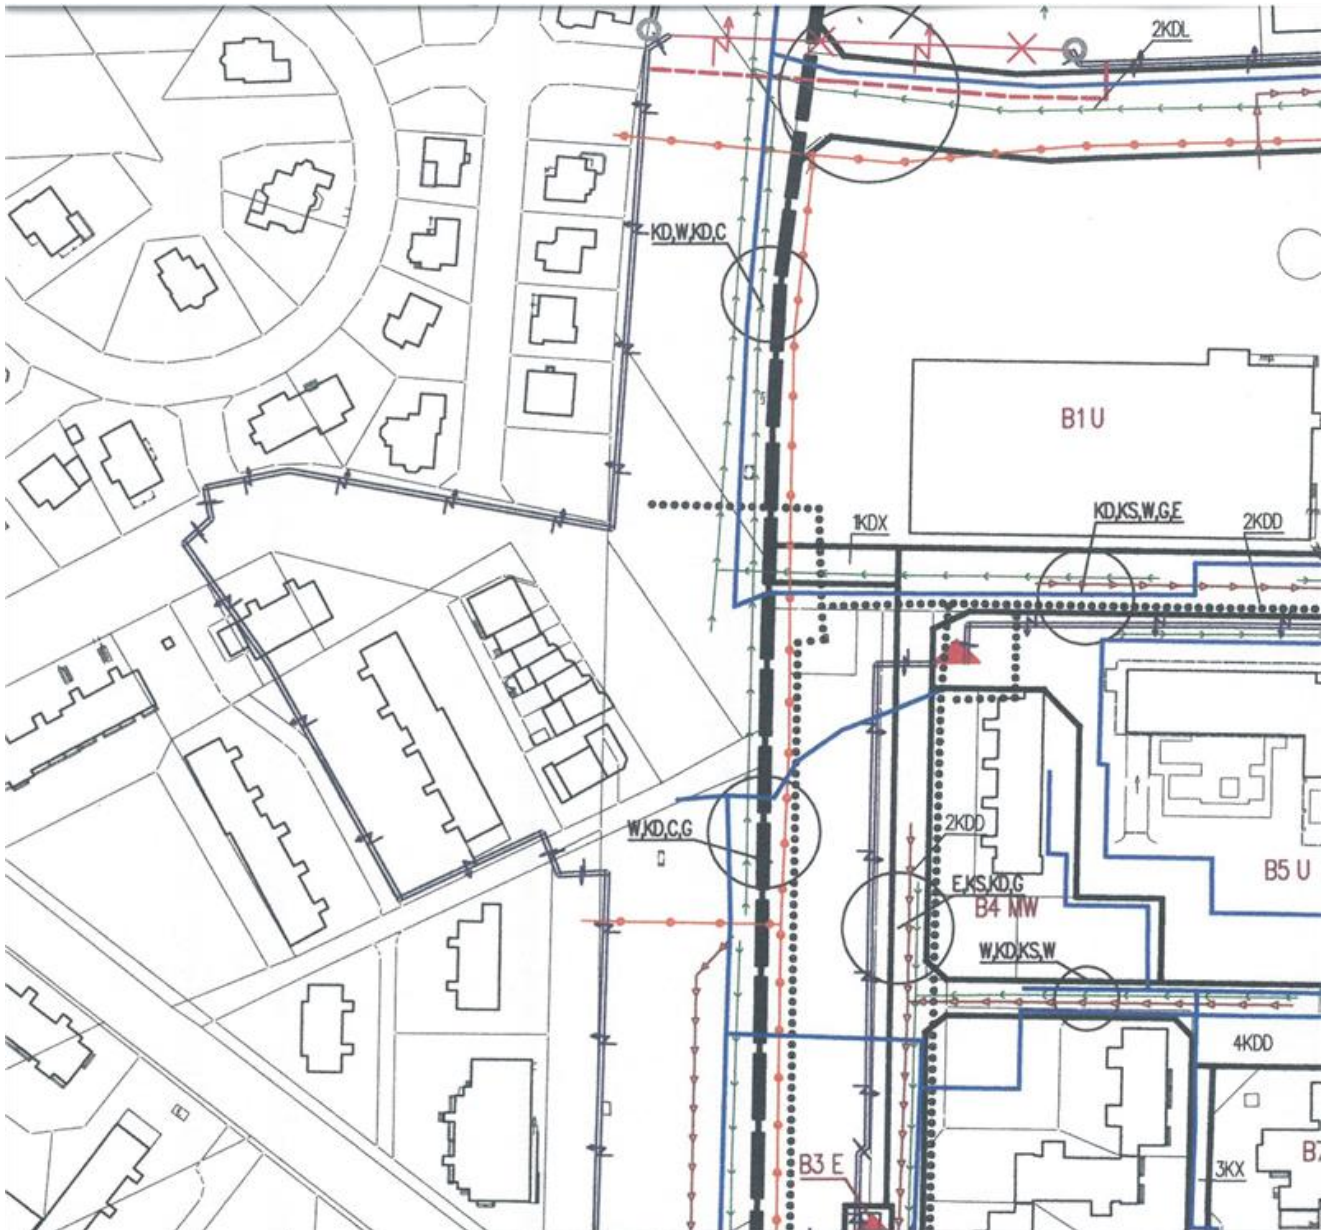 2KDL
KD,W,KD,C
B1 U
1KDX
KD,KS,W,G,E
2KDD
W,KD,C,G
2KDD
E,KS,KD,G
B4 MW
B5 U
W,KD,KS,W
4KDD
B3 E
3KX